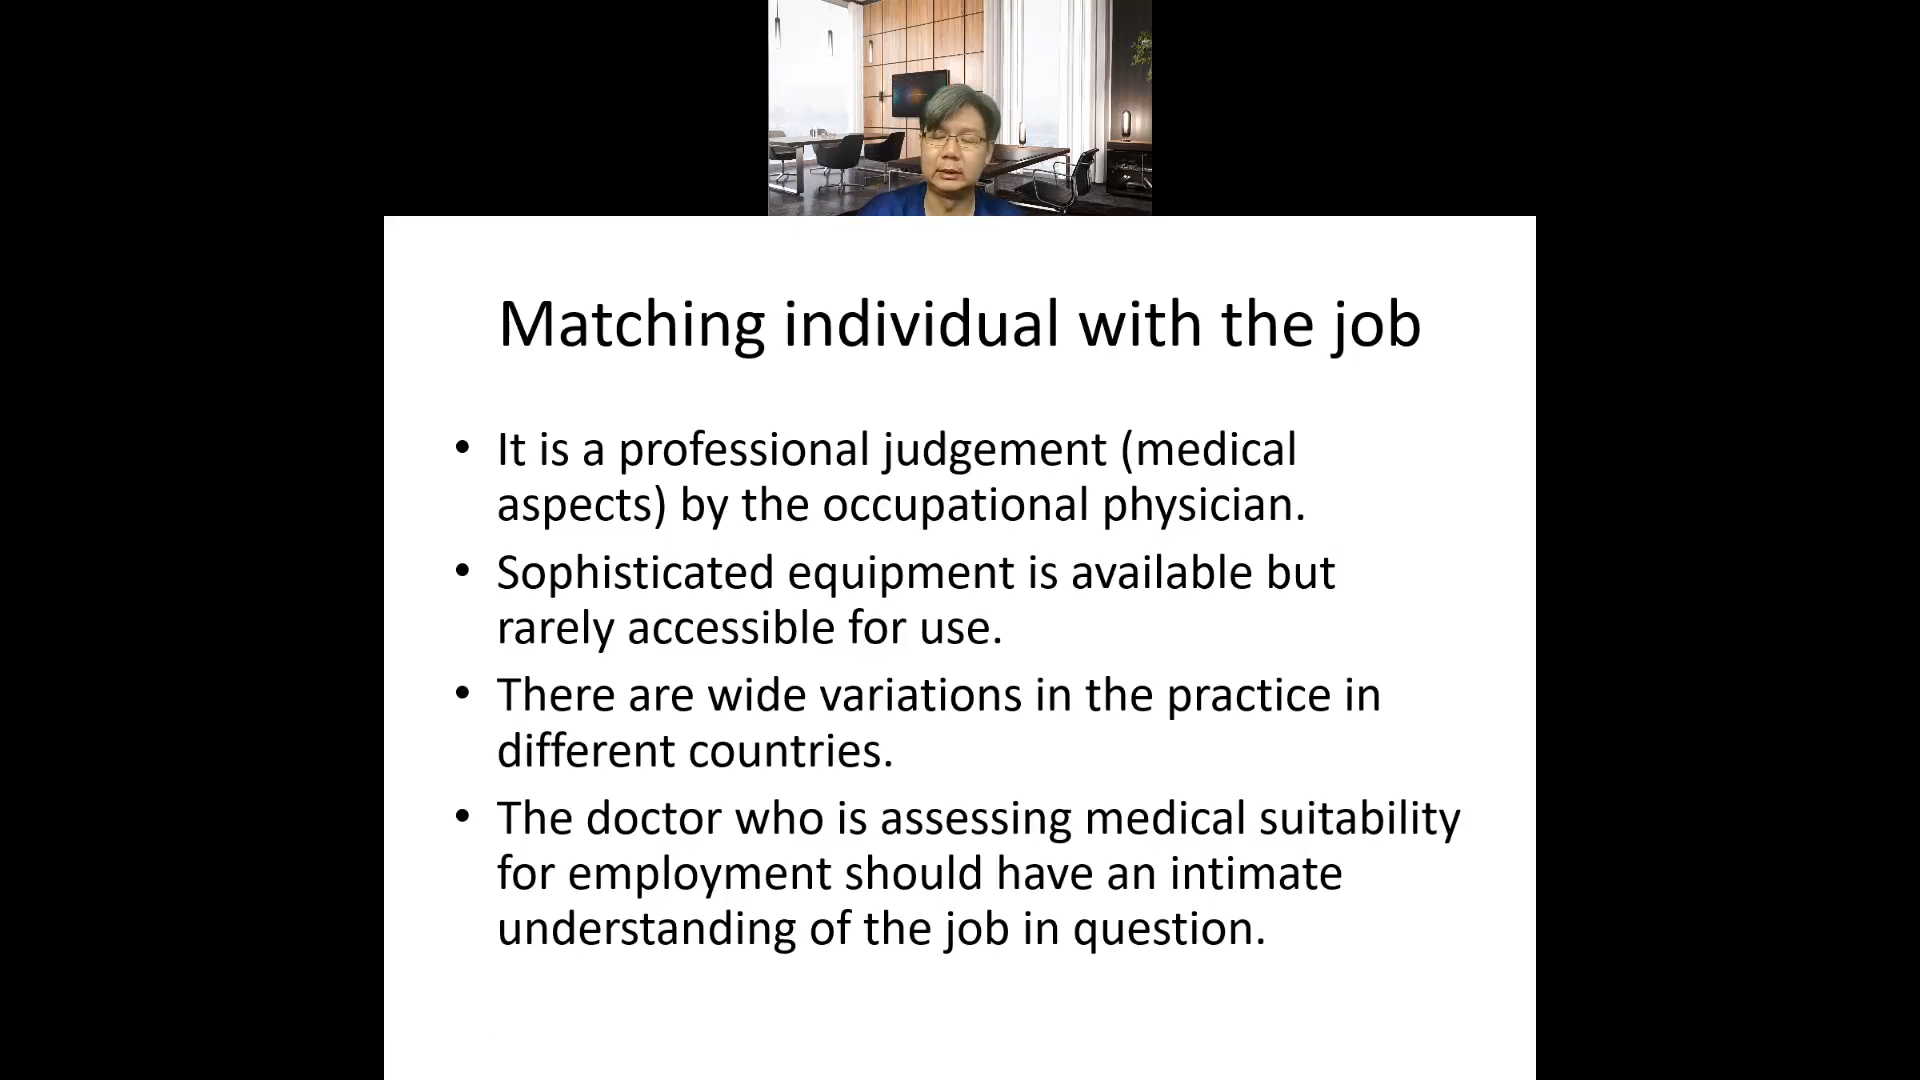 Matching individual with the job
• It is a professional judgement (medical
aspects) by the occupational physician.
• Sophisticated equipment is available but
rarely accessible for use.
• There are wide variations in the practice in
different countries.
• The doctor who is assessing medical suitability
for employment should have an intimate
understanding of the job in question.